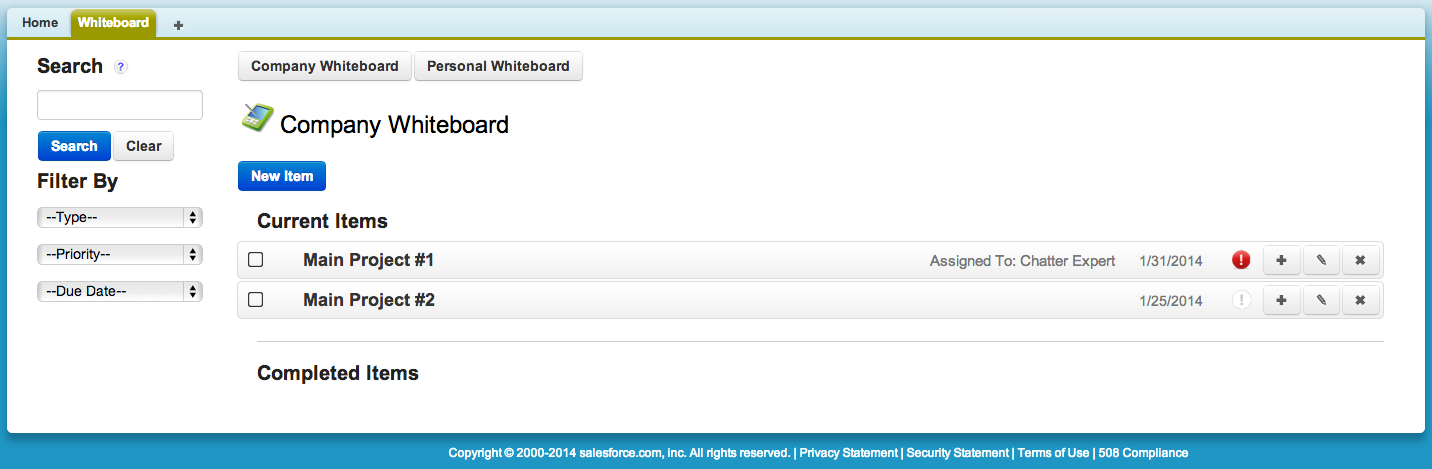 Home Whiteboard +
Search ?
Search Clear
Filter By
--Type--
--Priority--
--Due Date--
Company Whiteboard Personal Whiteboard
Company Whiteboard
New Item
Current Items
Main Project #1 Assigned To: Chatter Expert 1/31/2014 !
Main Project #2 1/25/2014 !
Completed Items
Copyright © 2000-2014 salesforce.com, inc. All rights reserved. | Privacy Statement | Security Statement | Terms of Use | 508 Compliance